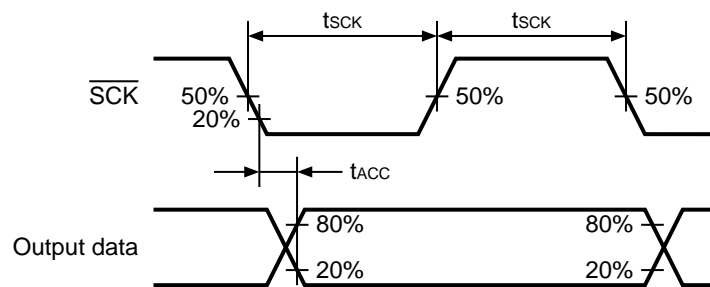 tSCK tSCK
SCK 50% 50% 50%
20%
tACC
80% 80%
Output data
20% 20%